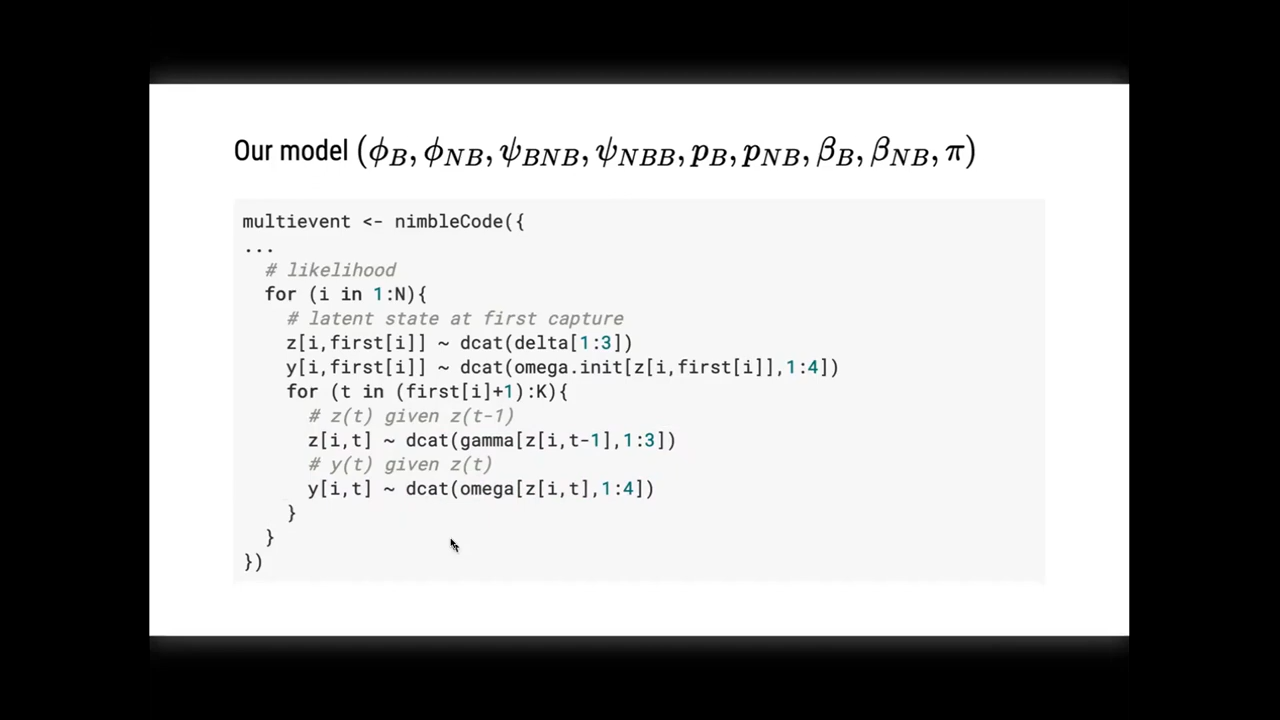 Our model (ϕ_B, ϕ_NB, ψ_BNB, ψ_NBB, p_B, p_NB, β_B, β_NB, π)
multievent <- nimbleCode({
...
  # likelihood
  for (i in 1:N){
    # latent state at first capture
    z[i,first[i]] ~ dcat(delta[1:3])
    y[i,first[i]] ~ dcat(omega.init[z[i,first[i]],1:4])
    for (t in (first[i]+1):K){
      # z(t) given z(t-1)
      z[i,t] ~ dcat(gamma[z[i,t-1],1:3])
      # y(t) given z(t)
      y[i,t] ~ dcat(omega[z[i,t],1:4])
    }
  }
})